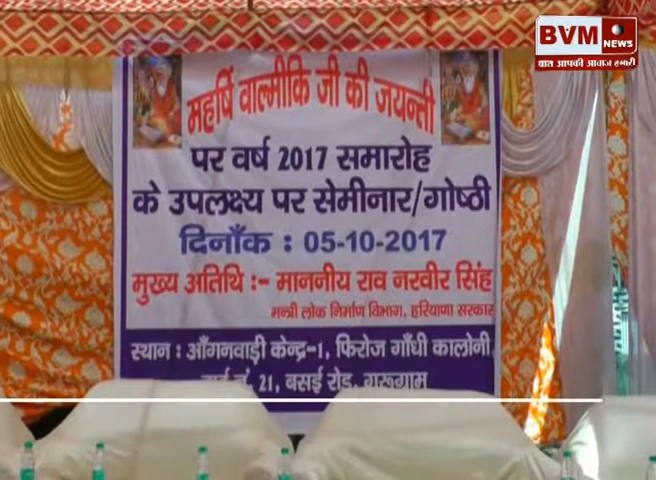 BVM NEWS
बात आपकी आवाज हमारी
महर्षि वाल्मीकि जी की जयन्ती
पर वर्ष 2017 समारोह
के उपलक्ष्य पर सेमीनार/गोष्ठी
दिनाँक : 05-10-2017
मुख्य अतिथि :- माननीय राव नरवीर सिंह
मन्त्री लोक निर्माण विभाग, हरियाणा सरकार
स्थान : आँगनवाड़ी केन्द्र-1, फिरोज गाँधी कालोनी,
नं. 21, बसई रोड, गुरूग्राम